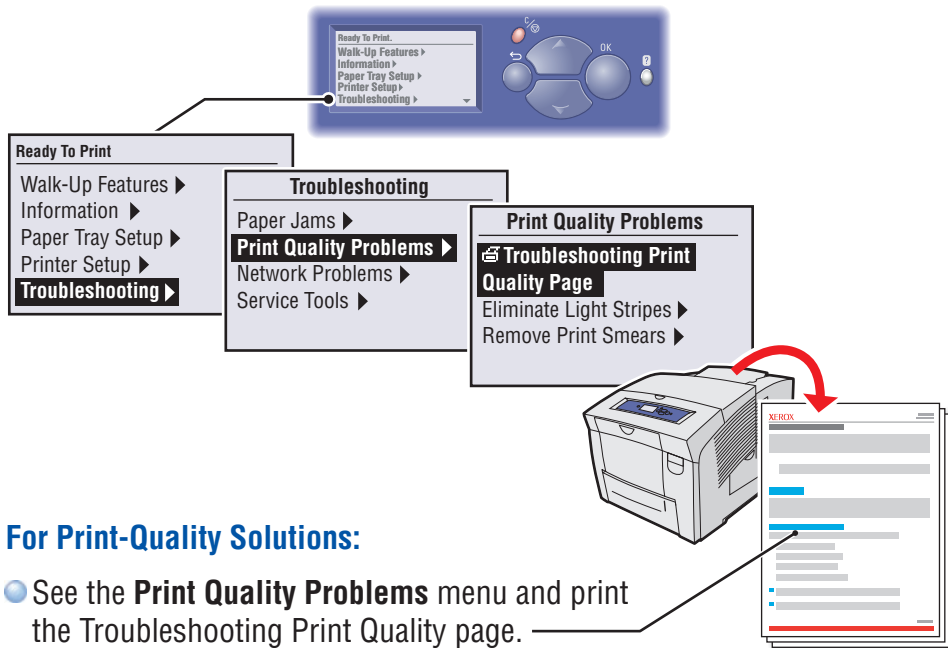 Ready To Print.
Walk-Up Features
Information
Paper Tray Setup
Printer Setup
Troubleshooting
C/
OK
?
Ready To Print
Walk-Up Features
Information
Paper Tray Setup
Printer Setup
Troubleshooting
Troubleshooting
Paper Jams
Print Quality Problems
Network Problems
Service Tools
Print Quality Problems
Troubleshooting Print
Quality Page
Eliminate Light Stripes
Remove Print Smears
XEROX
For Print-Quality Solutions:
See the Print Quality Problems menu and print
the Troubleshooting Print Quality page.